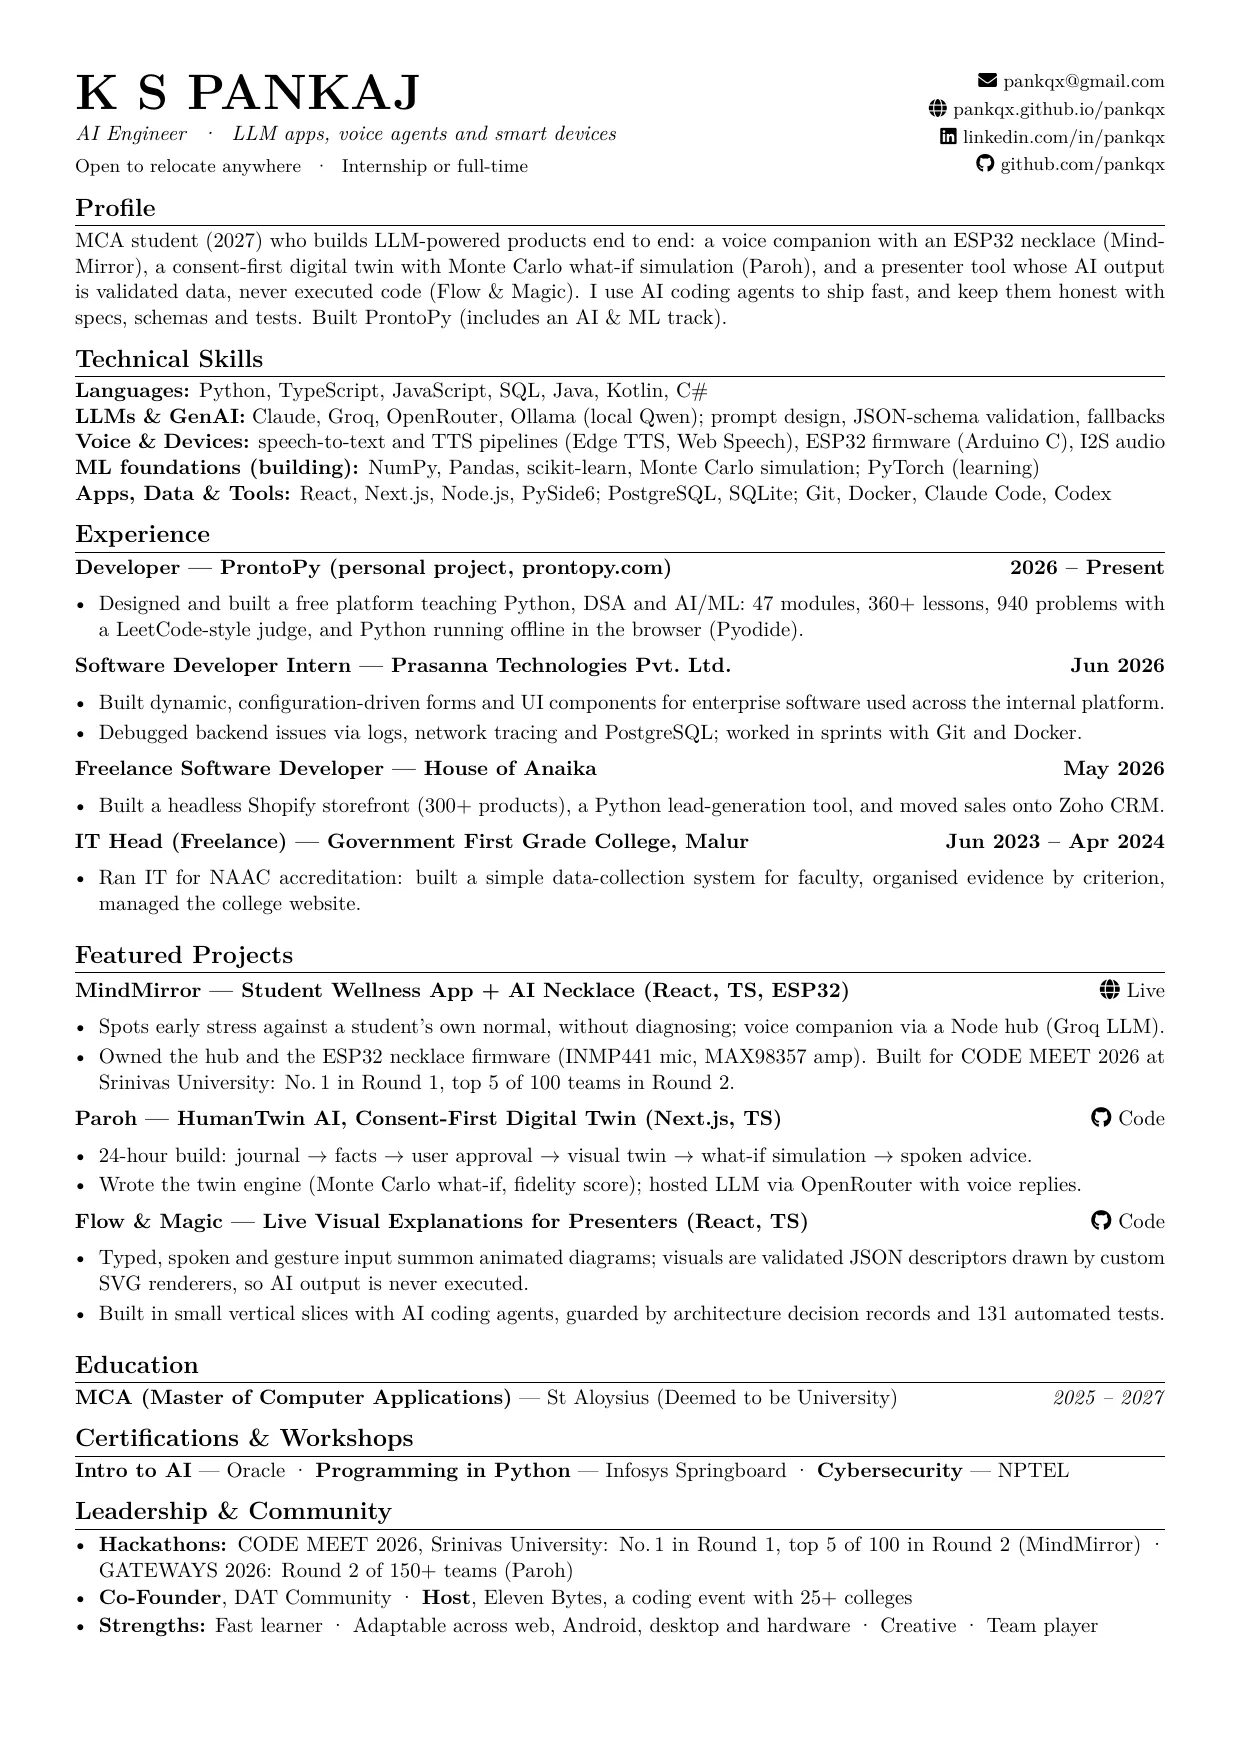 K S PANKAJ
AI Engineer · LLM apps, voice agents and smart devices
Open to relocate anywhere · Internship or full-time
pankqx@gmail.com
pankqx.github.io/pankqx
linkedin.com/in/pankqx
github.com/pankqx
Profile
MCA student (2027) who builds LLM-powered products end to end: a voice companion with an ESP32 necklace (Mind-
Mirror), a consent-first digital twin with Monte Carlo what-if simulation (Paroh), and a presenter tool whose AI output
is validated data, never executed code (Flow & Magic). I use AI coding agents to ship fast, and keep them honest with
specs, schemas and tests. Built ProntoPy (includes an AI & ML track).
Technical Skills
Languages: Python, TypeScript, JavaScript, SQL, Java, Kotlin, C#
LLMs & GenAI: Claude, Groq, OpenRouter, Ollama (local Qwen); prompt design, JSON-schema validation, fallbacks
Voice & Devices: speech-to-text and TTS pipelines (Edge TTS, Web Speech), ESP32 firmware (Arduino C), I2S audio
ML foundations (building): NumPy, Pandas, scikit-learn, Monte Carlo simulation; PyTorch (learning)
Apps, Data & Tools: React, Next.js, Node.js, PySide6; PostgreSQL, SQLite; Git, Docker, Claude Code, Codex
Experience
Developer — ProntoPy (personal project, prontopy.com) 2026 – Present
• Designed and built a free platform teaching Python, DSA and AI/ML: 47 modules, 360+ lessons, 940 problems with
a LeetCode-style judge, and Python running offline in the browser (Pyodide).
Software Developer Intern — Prasanna Technologies Pvt. Ltd. Jun 2026
• Built dynamic, configuration-driven forms and UI components for enterprise software used across the internal platform.
• Debugged backend issues via logs, network tracing and PostgreSQL; worked in sprints with Git and Docker.
Freelance Software Developer — House of Anaika May 2026
• Built a headless Shopify storefront (300+ products), a Python lead-generation tool, and moved sales onto Zoho CRM.
IT Head (Freelance) — Government First Grade College, Malur Jun 2023 – Apr 2024
• Ran IT for NAAC accreditation: built a simple data-collection system for faculty, organised evidence by criterion,
managed the college website.
Featured Projects
MindMirror — Student Wellness App + AI Necklace (React, TS, ESP32) Live
• Spots early stress against a student's own normal, without diagnosing; voice companion via a Node hub (Groq LLM).
• Owned the hub and the ESP32 necklace firmware (INMP441 mic, MAX98357 amp). Built for CODE MEET 2026 at
Srinivas University: No. 1 in Round 1, top 5 of 100 teams in Round 2.
Paroh — HumanTwin AI, Consent-First Digital Twin (Next.js, TS) Code
• 24-hour build: journal → facts → user approval → visual twin → what-if simulation → spoken advice.
• Wrote the twin engine (Monte Carlo what-if, fidelity score); hosted LLM via OpenRouter with voice replies.
Flow & Magic — Live Visual Explanations for Presenters (React, TS) Code
• Typed, spoken and gesture input summon animated diagrams; visuals are validated JSON descriptors drawn by custom
SVG renderers, so AI output is never executed.
• Built in small vertical slices with AI coding agents, guarded by architecture decision records and 131 automated tests.
Education
MCA (Master of Computer Applications) — St Aloysius (Deemed to be University) 2025 – 2027
Certifications & Workshops
Intro to AI — Oracle · Programming in Python — Infosys Springboard · Cybersecurity — NPTEL
Leadership & Community
• Hackathons: CODE MEET 2026, Srinivas University: No. 1 in Round 1, top 5 of 100 in Round 2 (MindMirror) ·
GATEWAYS 2026: Round 2 of 150+ teams (Paroh)
• Co-Founder, DAT Community · Host, Eleven Bytes, a coding event with 25+ colleges
• Strengths: Fast learner · Adaptable across web, Android, desktop and hardware · Creative · Team player